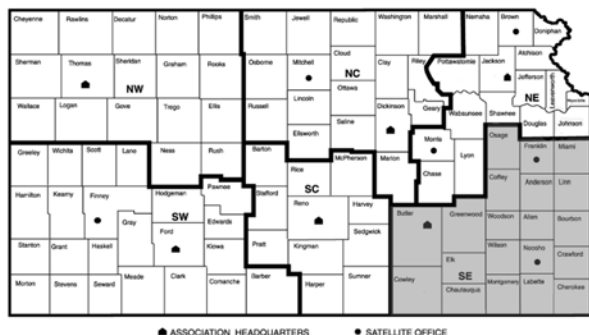 Cheyenne Rawlins Decatur Norton Phillips Smith Jewell Republic Washington Marshall Nemaha Brown Doniphan
Sherman Thomas Sheridan Graham Rooks Osborne Mitchell Cloud Clay Riley Pottawatomie Jackson Atchison
NW NC Lincoln Ottawa Jefferson Leavenworth
Wallace Logan Gove Trego Ellis Russell Dickinson Geary Wabaunsee Shawnee NE
Ellsworth Saline Morris Douglas Johnson
Greeley Wichita Scott Lane Ness Rush Barton McPherson Marion Lyon Osage Franklin Miami
Rice Chase
Hamilton Kearny Finney Hodgeman Pawnee Stafford SC Coffey Anderson Linn
SW Reno Harvey Butler Greenwood Woodson Allen Bourbon
Gray Ford Edwards Sedgwick
Stanton Grant Haskell Kiowa Pratt Kingman Elk SE Wilson Neosho Crawford
Morton Stevens Seward Meade Clark Comanche Barber Harper Sumner Cowley Chautauqua Montgomery Labette Cherokee
ASSOCIATION HEADQUARTERS SATELLITE OFFICE